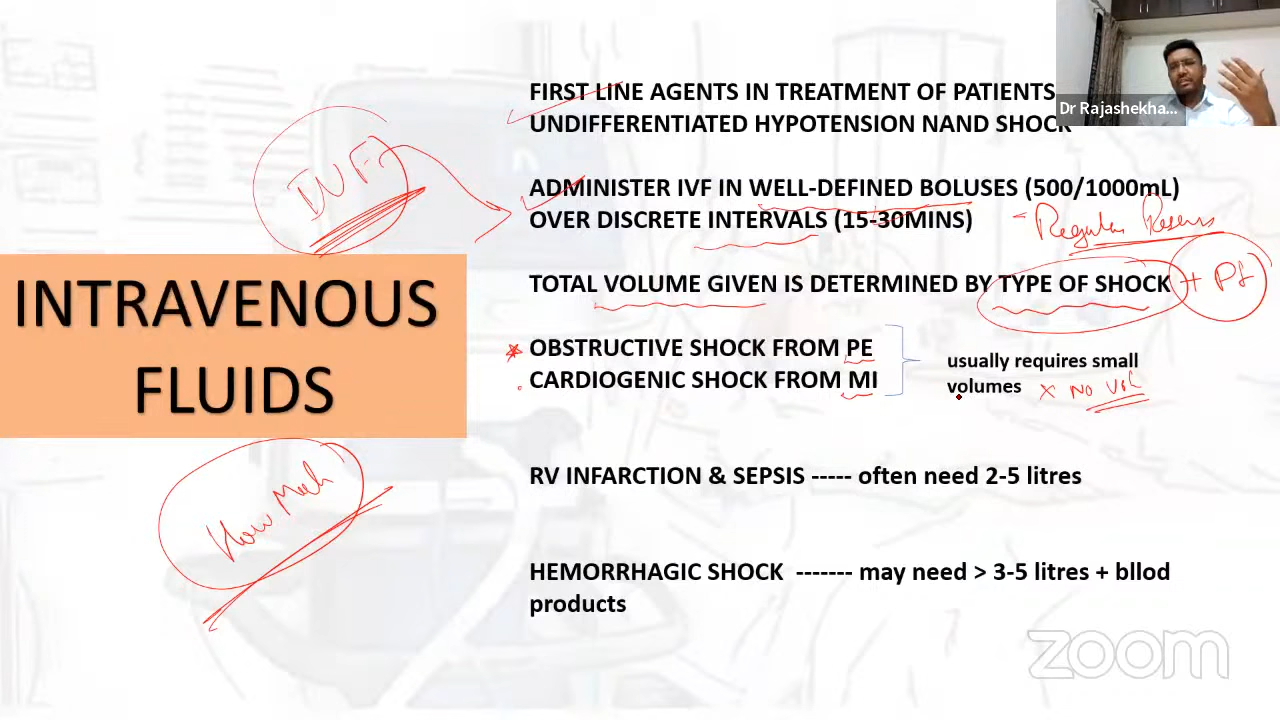 FIRST LINE AGENTS IN TREATMENT OF PATIENTS
UNDIFFERENTIATED HYPOTENSION NAND SHOCK
Dr Rajashekha...
IVF
ADMINISTER IVF IN WELL-DEFINED BOLUSES (500/1000mL)
OVER DISCRETE INTERVALS (15-30MINS)
- Regular
TOTAL VOLUME GIVEN IS DETERMINED BY TYPE OF SHOCK + Pt
INTRAVENOUS
FLUIDS
* OBSTRUCTIVE SHOCK FROM PE
CARDIOGENIC SHOCK FROM MI
usually requires small
volumes x No Vol
How Much
RV INFARCTION & SEPSIS ----- often need 2-5 litres
HEMORRHAGIC SHOCK ------- may need > 3-5 litres + bllod
products
zoom